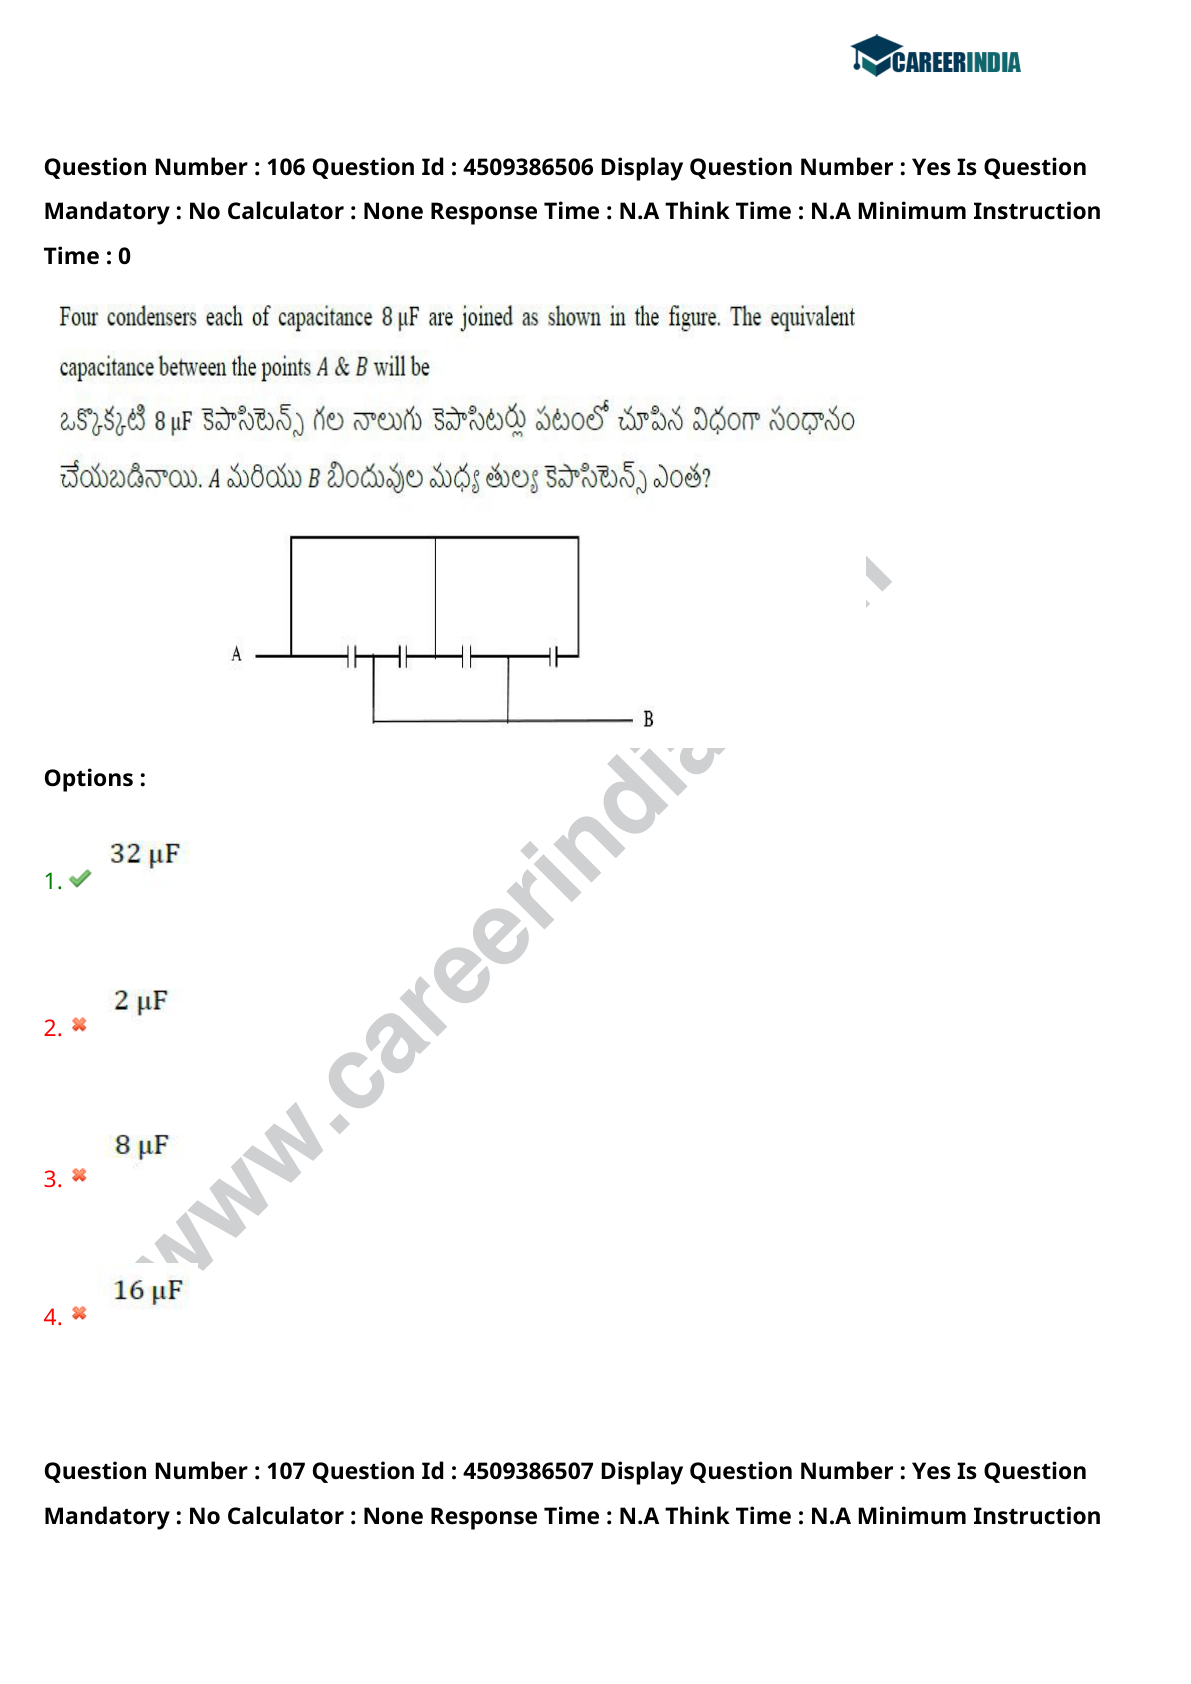 CAREERINDIA
Question Number : 106 Question Id : 4509386506 Display Question Number : Yes Is Question
Mandatory : No Calculator : None Response Time : N.A Think Time : N.A Minimum Instruction
Time : 0
Four condensers each of capacitance 8 μF are joined as shown in the figure. The equivalent
capacitance between the points A & B will be
ఒక్కొక్కటి 8 μF కెపాసిటెన్స్ గల నాలుగు కెపాసిటర్లు పటంలో చూపిన విధంగా సంధానం
చేయబడినాయి. A మరియు B బిందువుల మధ్య తుల్య కెపాసిటెన్స్ ఎంత?
A
B
Options :
32 μF
1.
2 μF
2.
8 μF
3.
16 μF
4.
www.careerindia
Question Number : 107 Question Id : 4509386507 Display Question Number : Yes Is Question
Mandatory : No Calculator : None Response Time : N.A Think Time : N.A Minimum Instruction